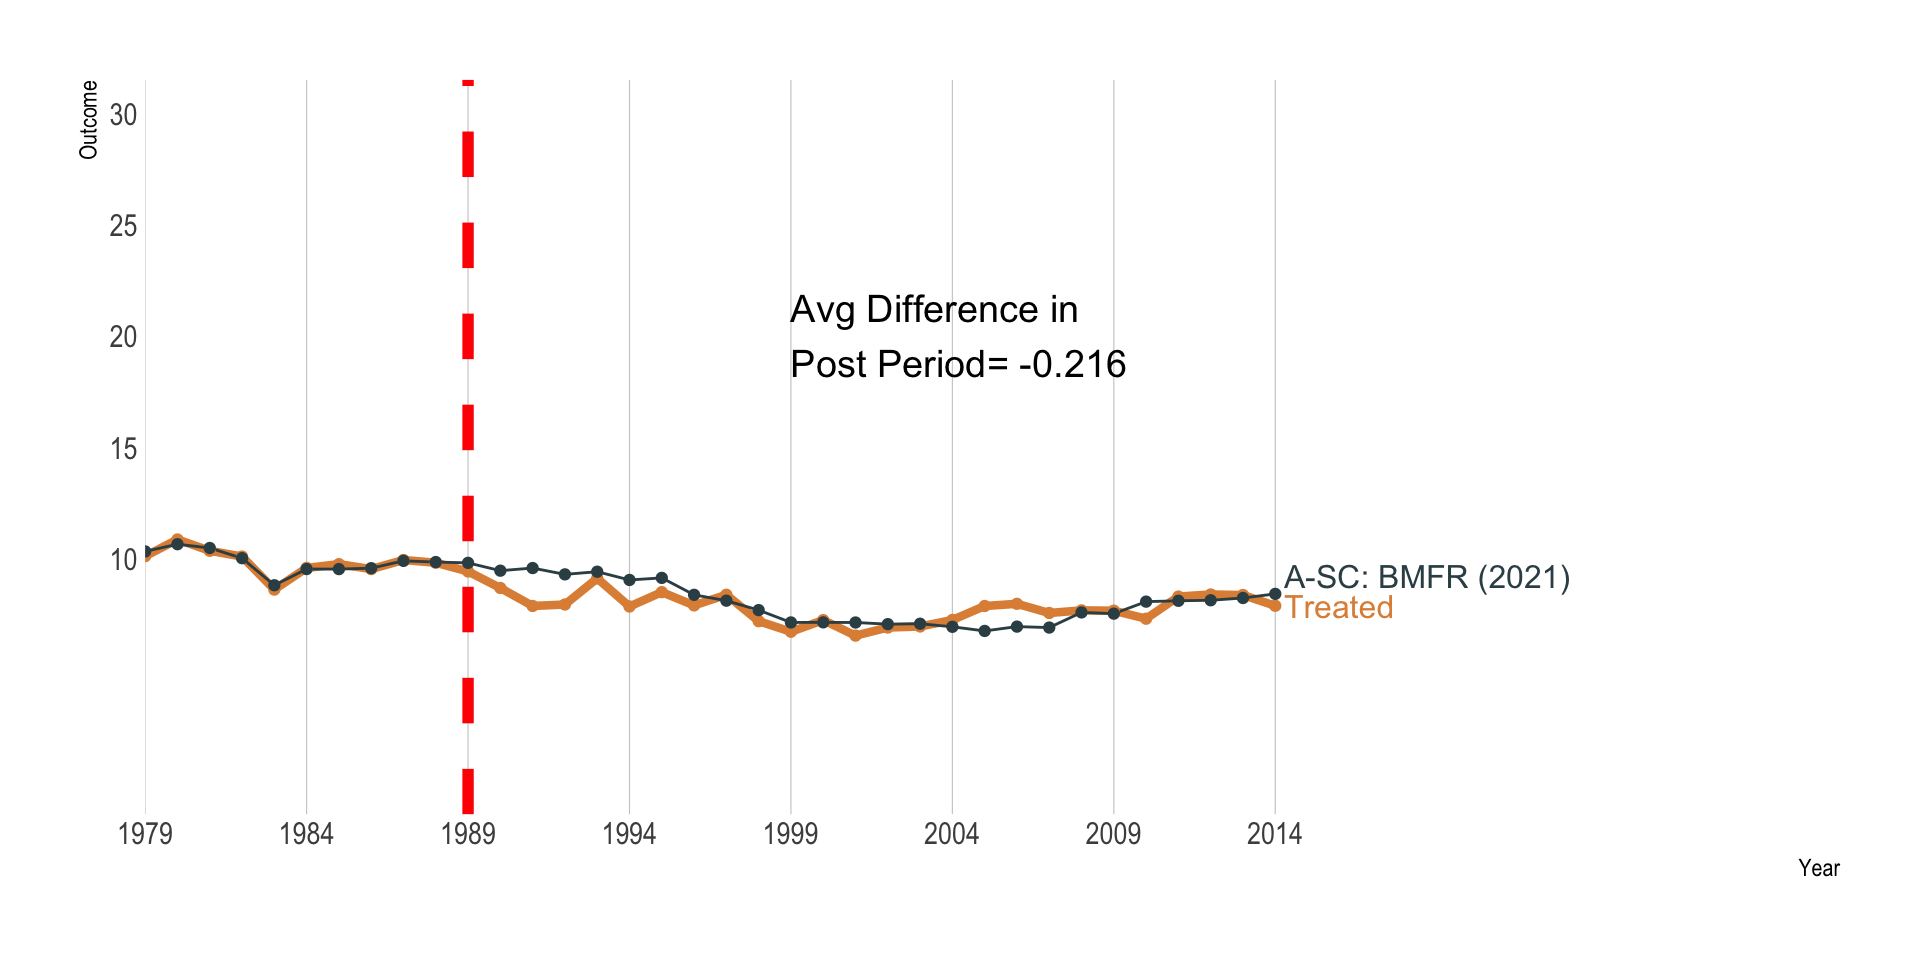 Outcome
30
25
20
15
10
Avg Difference in
Post Period= -0.216
A-SC: BMFR (2021)
Treated
1979 1984 1989 1994 1999 2004 2009 2014
Year